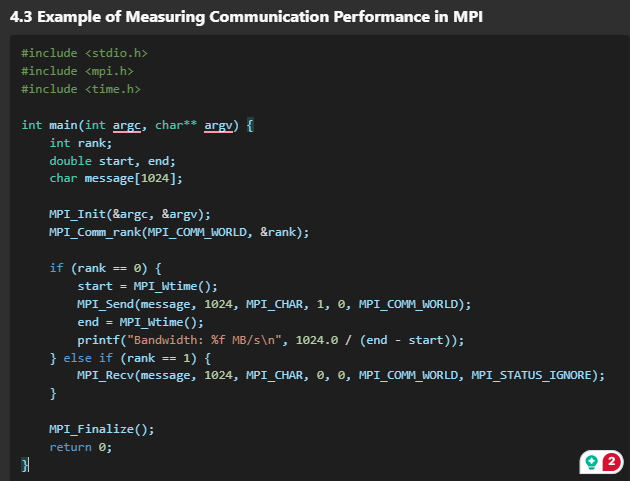 4.3 Example of Measuring Communication Performance in MPI
#include <stdio.h>
#include <mpi.h>
#include <time.h>
int main(int argc, char** argv) {
    int rank;
    double start, end;
    char message[1024];
    MPI_Init(&argc, &argv);
    MPI_Comm_rank(MPI_COMM_WORLD, &rank);
    if (rank == 0) {
        start = MPI_Wtime();
        MPI_Send(message, 1024, MPI_CHAR, 1, 0, MPI_COMM_WORLD);
        end = MPI_Wtime();
        printf("Bandwidth: %f MB/s\n", 1024.0 / (end - start));
    } else if (rank == 1) {
        MPI_Recv(message, 1024, MPI_CHAR, 0, 0, MPI_COMM_WORLD, MPI_STATUS_IGNORE);
    }
    MPI_Finalize();
    return 0;
}
2